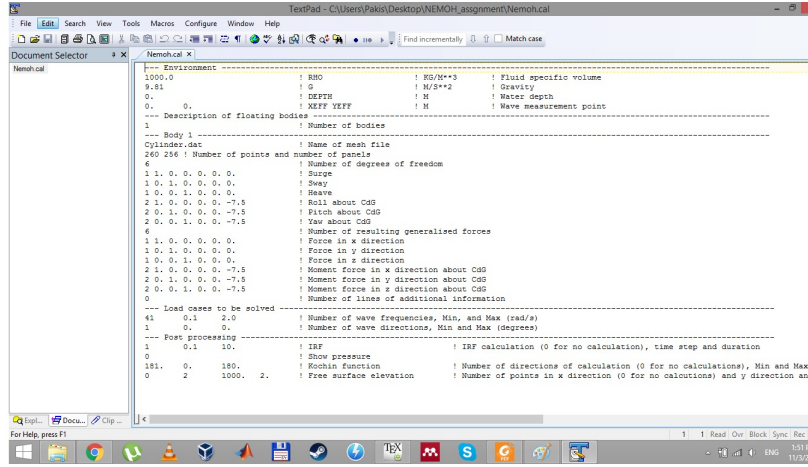 TextPad - C:\Users\Pakis\Desktop\NEMOH_assgnment\Nemoh.cal
File Edit Search View Tools Macros Configure Window Help
Find incrementally Match case
Document Selector
Nemoh.cal
Nemoh.cal
--- Environment ---
1000.0 ! RHO ! KG/M**3 ! Fluid specific volume
9.81 ! G ! M/S**2 ! Gravity
0. ! DEPTH ! M ! Water depth
0. 0. ! XEFF YEFF ! M ! Wave measurement point
--- Description of floating bodies ---
1 ! Number of bodies
--- Body 1 ---
Cylinder.dat ! Name of mesh file
260 256 ! Number of points and number of panels
6 ! Number of degrees of freedom
1 1. 0. 0. 0. 0. 0. ! Surge
1 0. 1. 0. 0. 0. 0. ! Sway
1 0. 0. 1. 0. 0. 0. ! Heave
2 1. 0. 0. 0. 0. -7.5 ! Roll about CdG
2 0. 1. 0. 0. 0. -7.5 ! Pitch about CdG
2 0. 0. 1. 0. 0. -7.5 ! Yaw about CdG
6 ! Number of resulting generalised forces
1 1. 0. 0. 0. 0. 0. ! Force in x direction
1 0. 1. 0. 0. 0. 0. ! Force in y direction
1 0. 0. 1. 0. 0. 0. ! Force in z direction
2 1. 0. 0. 0. 0. -7.5 ! Moment force in x direction about CdG
2 0. 1. 0. 0. 0. -7.5 ! Moment force in y direction about CdG
2 0. 0. 1. 0. 0. -7.5 ! Moment force in z direction about CdG
0 ! Number of lines of additional information
--- Load cases to be solved ---
41 0.1 2.0 ! Number of wave frequencies, Min, and Max (rad/s)
1 0. 0. ! Number of wave directions, Min and Max (degrees)
--- Post processing ---
1 0.1 10. ! IRF ! IRF calculation (0 for no calculation), time step and duration
0 ! Show pressure
181. 0. 180. ! Kochin function ! Number of directions of calculation (0 for no calculations), Min and Max
0 2 1000. 2. ! Free surface elevation ! Number of points in x direction (0 for no calcutions) and y direction an
Expl... Docu... Clip ...
For Help, press F1
1 1 Read Ovr Block Sync Rec
TEX
ENG